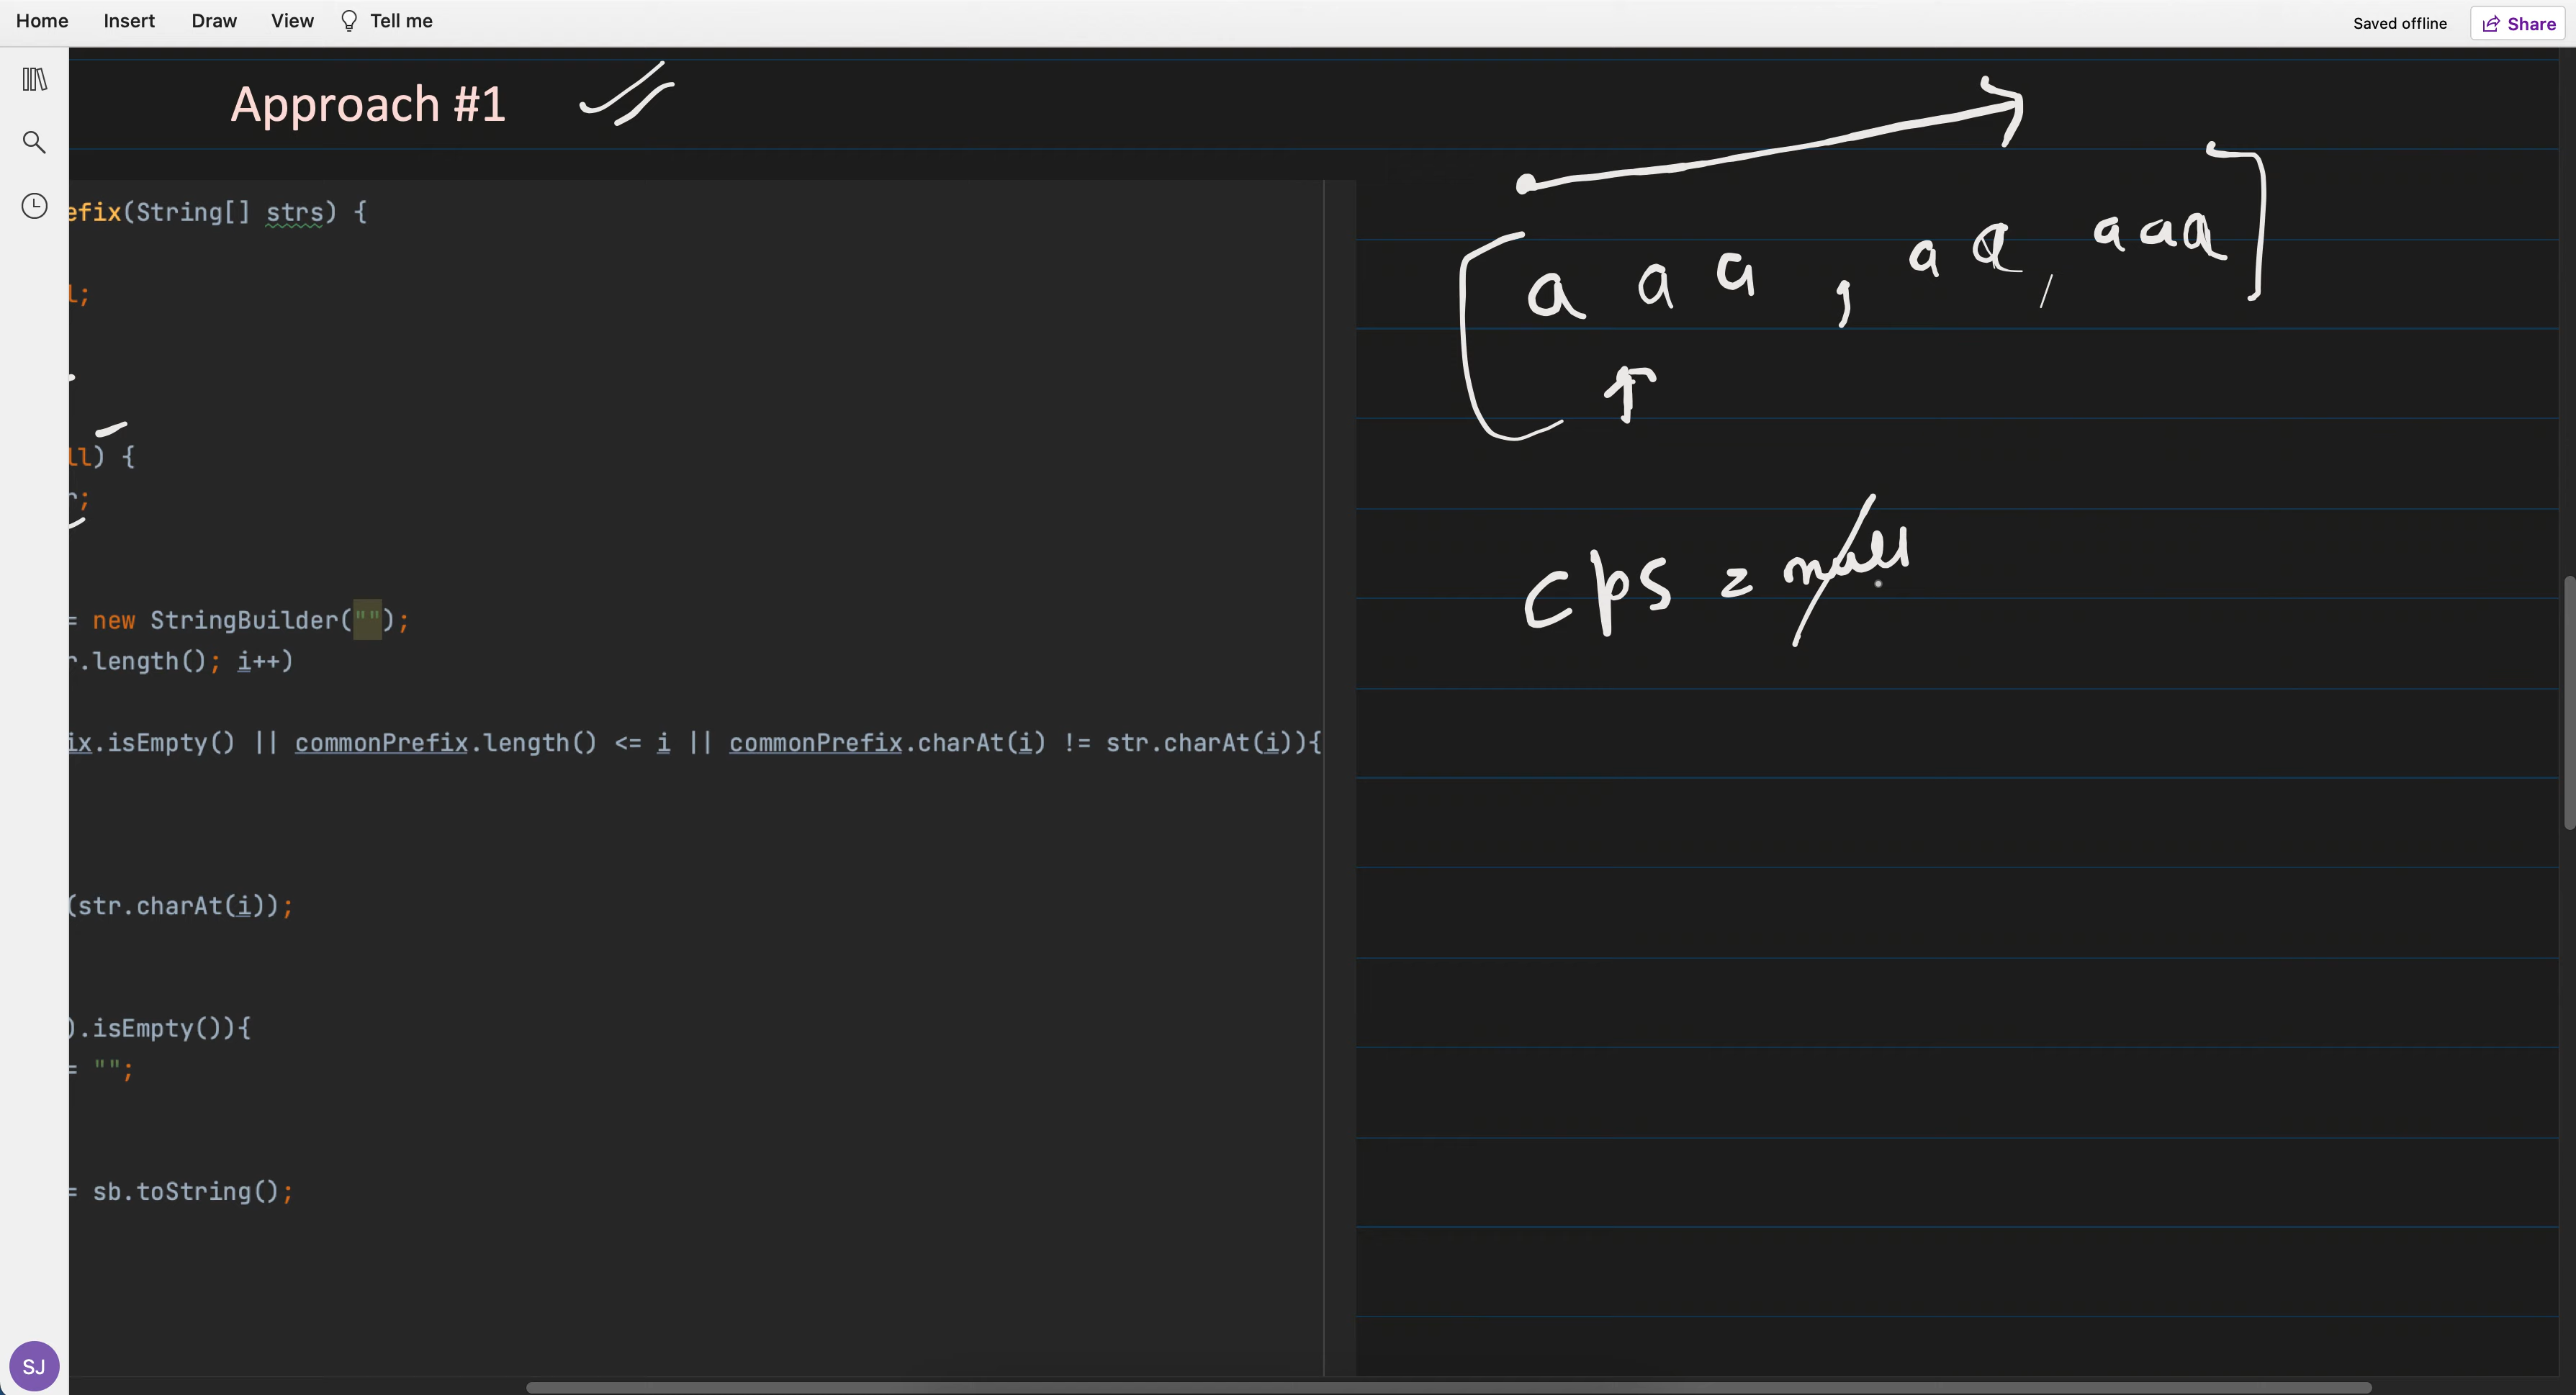 Home Insert Draw View Tell me Saved offline Share
Approach #1
efix(String[] strs) {
l;
ll) {
r;
= new StringBuilder("");
r.length(); i++)
ix.isEmpty() || commonPrefix.length() <= i || commonPrefix.charAt(i) != str.charAt(i)){
(str.charAt(i));
).isEmpty()){
= "";
= sb.toString();
[ a a a , a a , a a a ]
cps = null
SJ